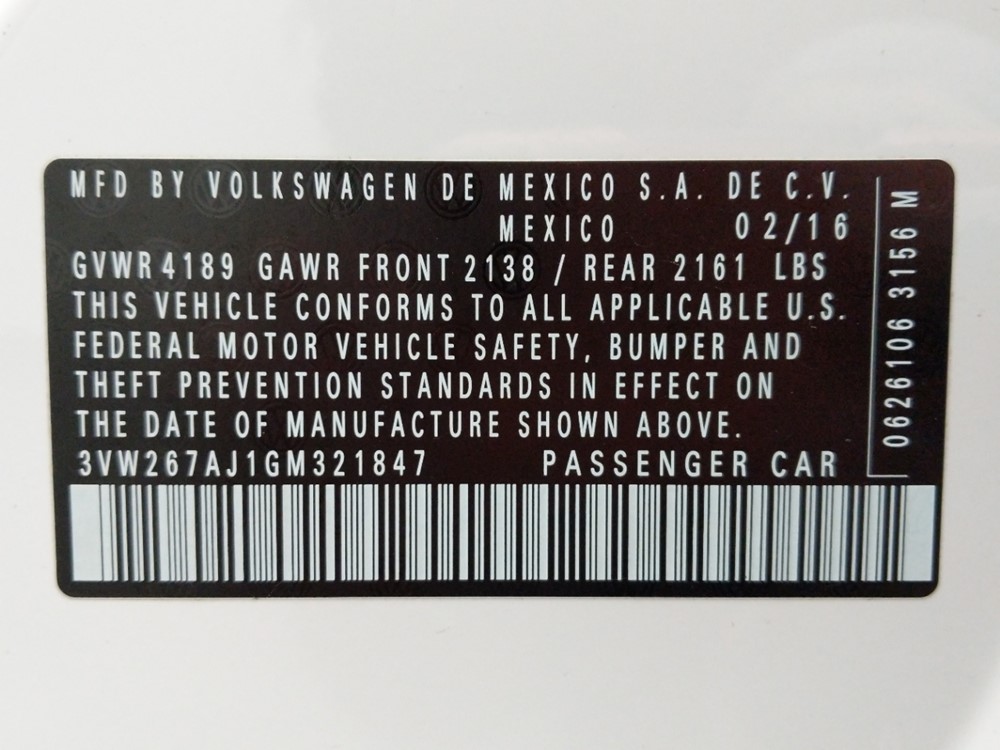 MFD BY VOLKSWAGEN DE MEXICO S.A. DE C.V.
MEXICO 02/16
GVWR 4189 GAWR FRONT 2138 / REAR 2161 LBS
THIS VEHICLE CONFORMS TO ALL APPLICABLE U.S.
FEDERAL MOTOR VEHICLE SAFETY, BUMPER AND
THEFT PREVENTION STANDARDS IN EFFECT ON
THE DATE OF MANUFACTURE SHOWN ABOVE.
3VW267AJ1GM321847 PASSENGER CAR
0626106 3156 M